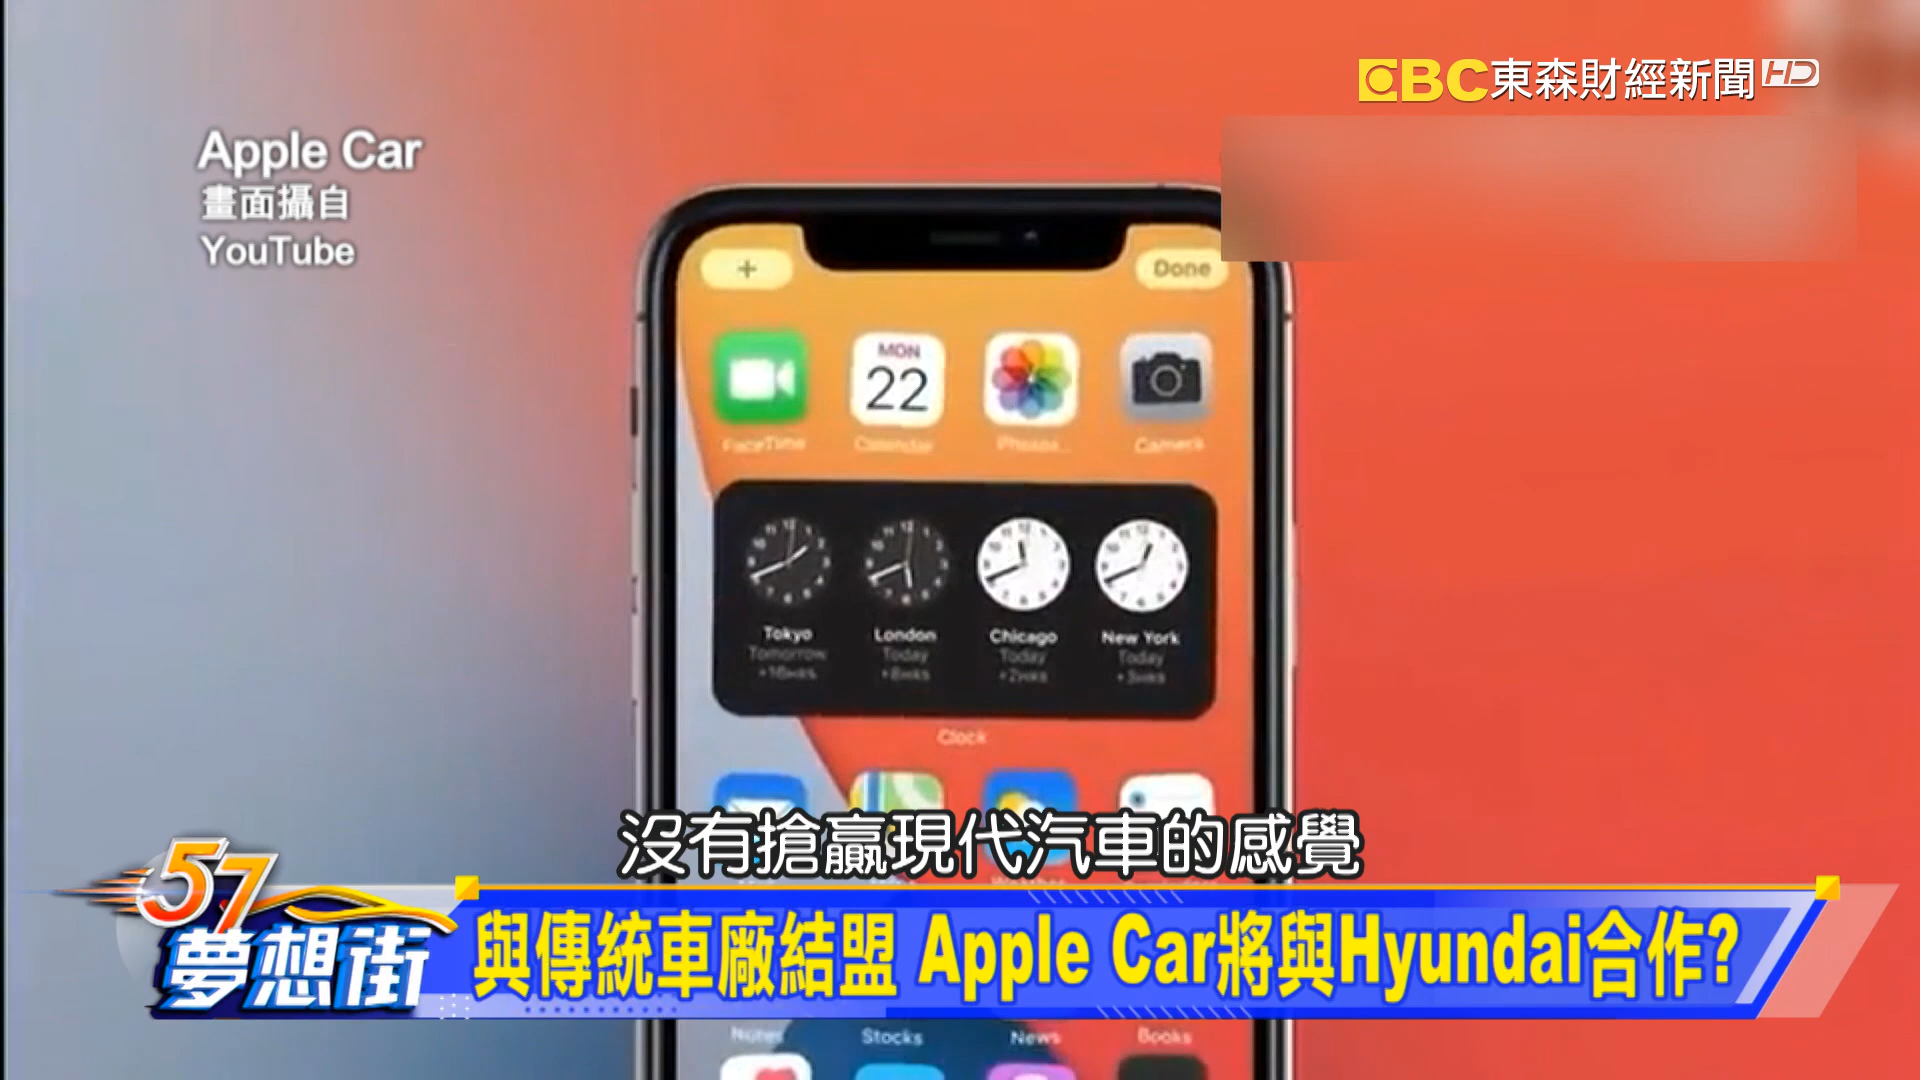 EBC東森財經新聞HD
Apple Car
畫面攝自
YouTube
+
Done
MON
22
FaceTime
Calendar
Photos
Camera
Tokyo
London
Chicago
New York
Tomorrow
Today
Today
Today
Clock
沒有搶贏現代汽車的感覺
57夢想街
與傳統車廠結盟 Apple Car將與Hyundai合作?
Notes
Stocks
News
Books